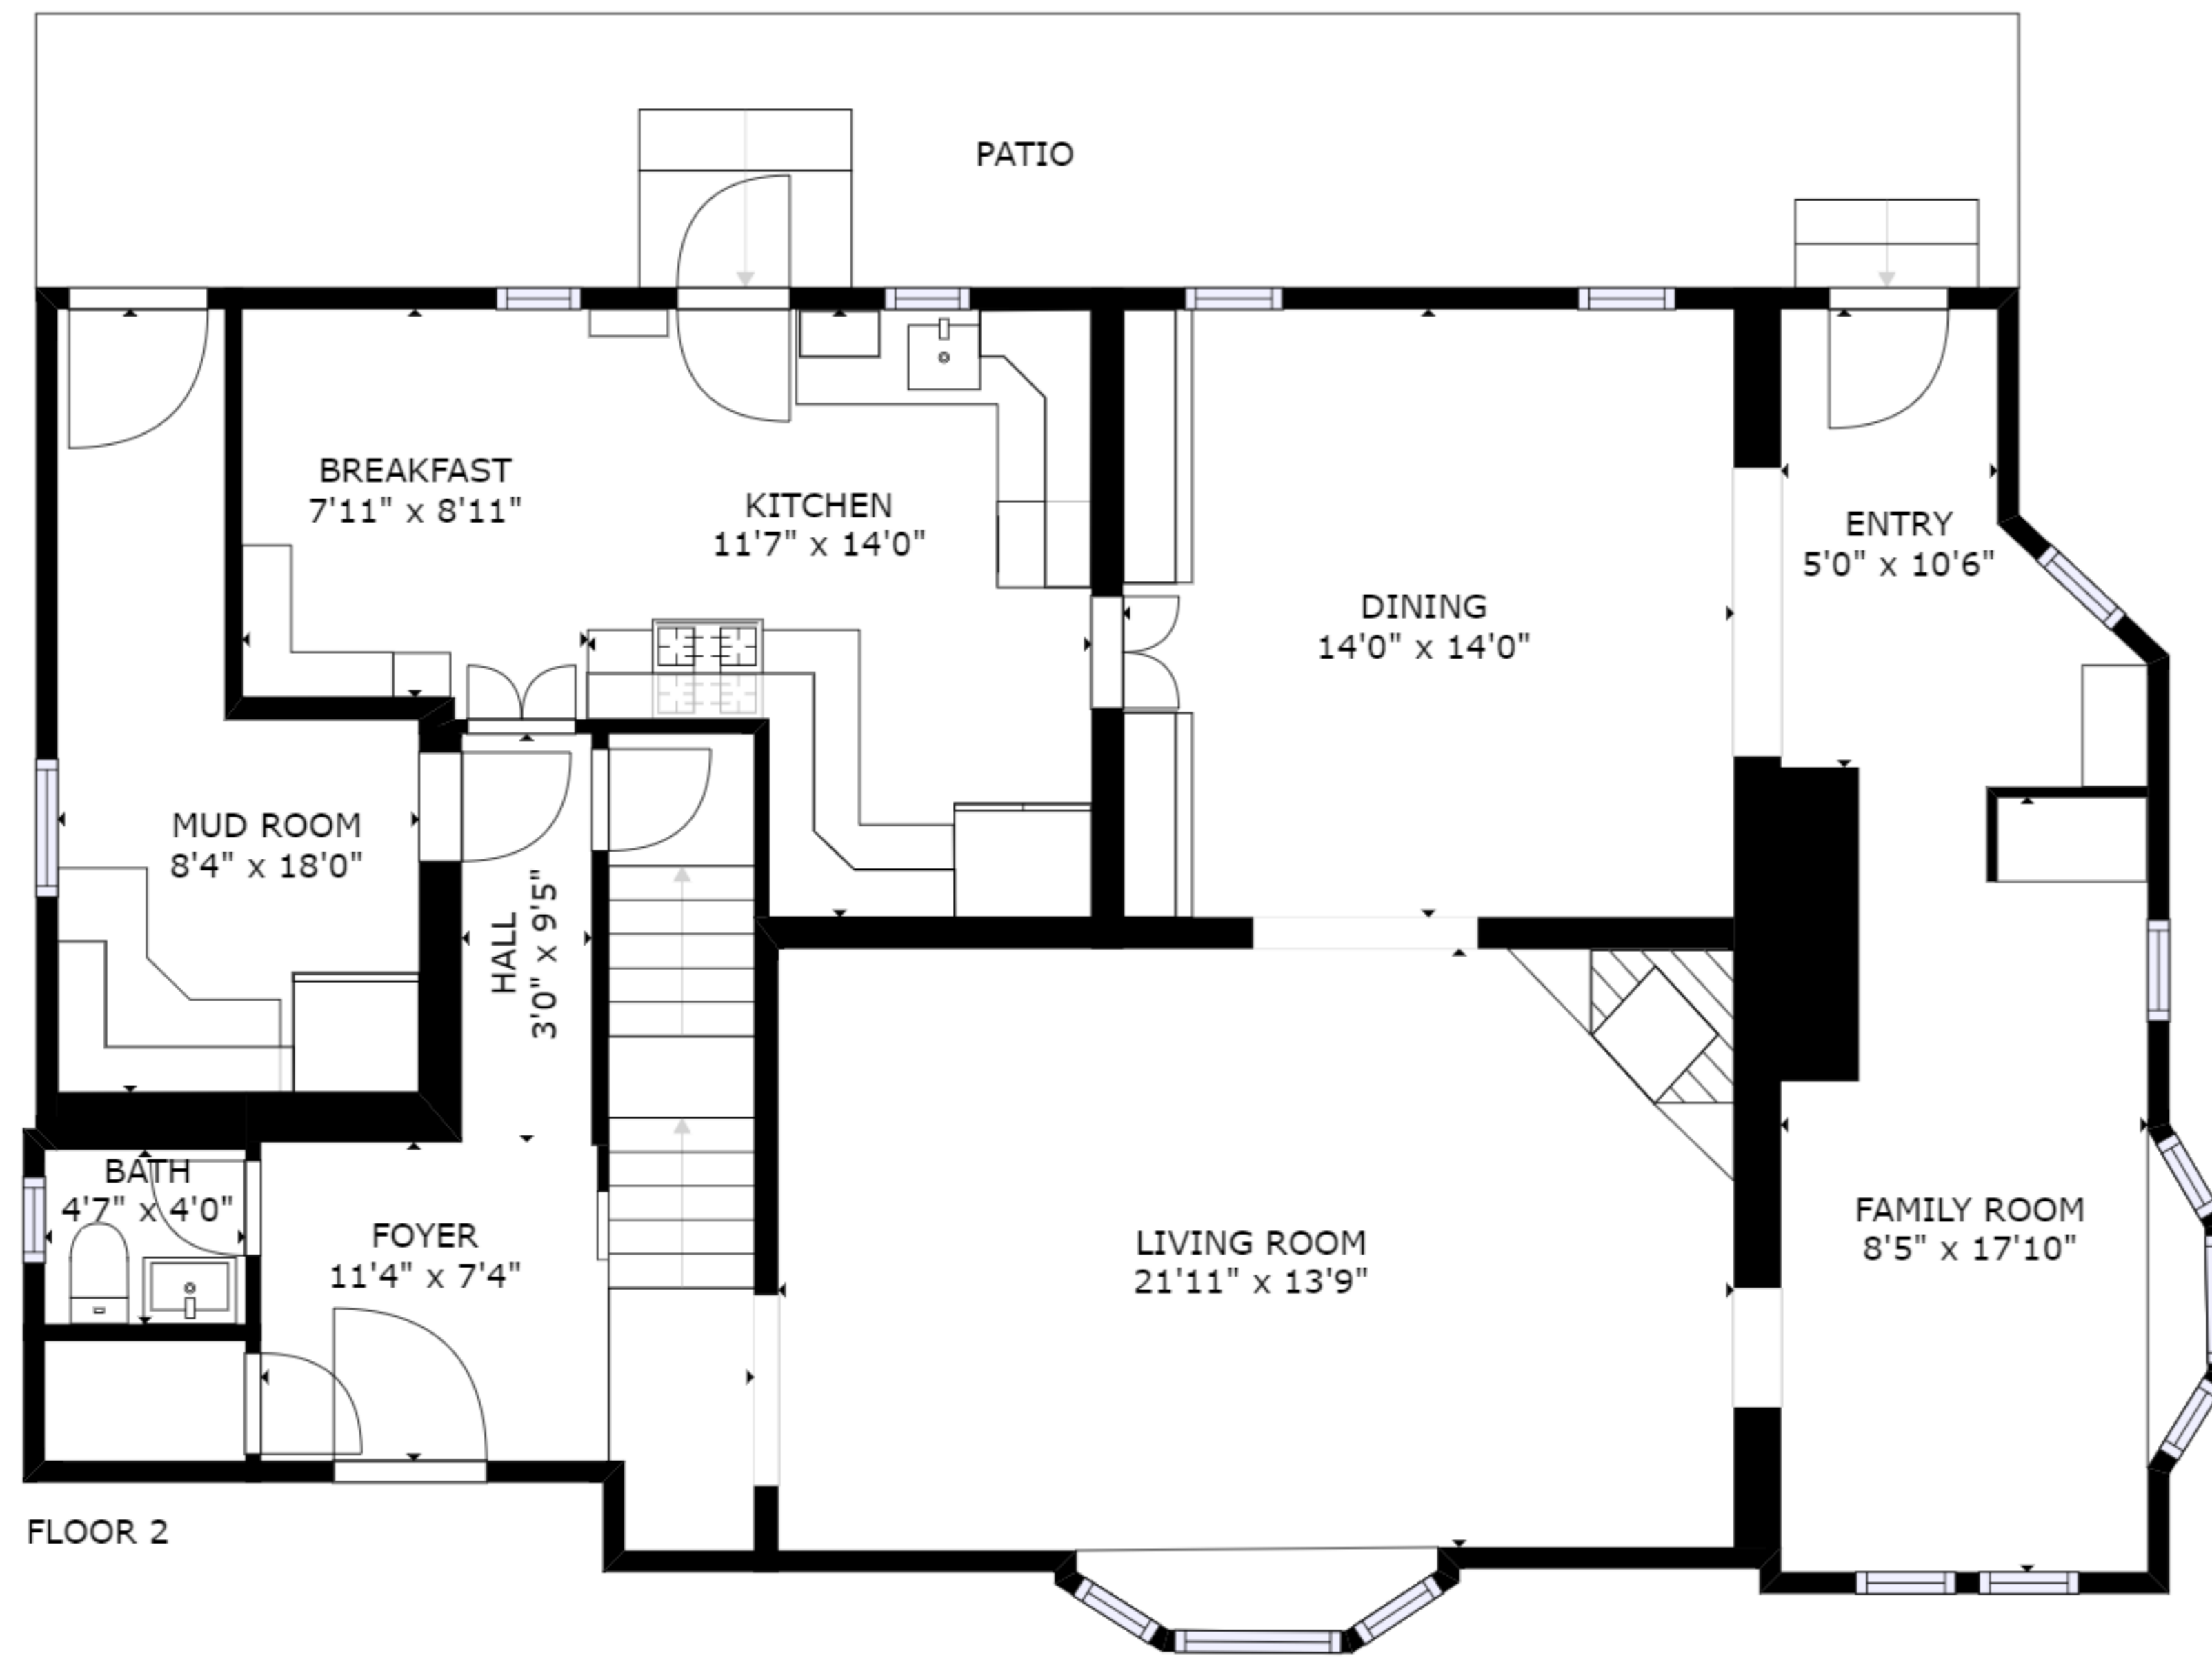 PATIO
BREAKFAST
7'11" x 8'11"
KITCHEN
11'7" x 14'0"
ENTRY
5'0" x 10'6"
DINING
14'0" x 14'0"
MUD ROOM
8'4" x 18'0"
HALL
3'0" x 9'5"
BATH
4'7" x 4'0"
FOYER
11'4" x 7'4"
LIVING ROOM
21'11" x 13'9"
FAMILY ROOM
8'5" x 17'10"
FLOOR 2